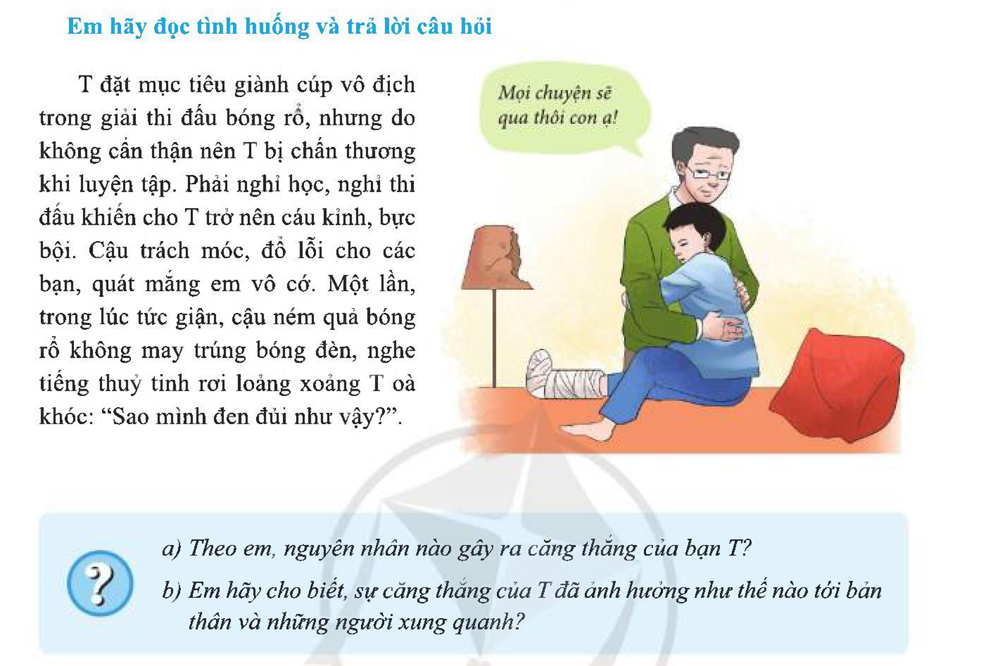 Em hãy đọc tình huống và trả lời câu hỏi
T đặt mục tiêu giành cúp vô địch
trong giải thi đấu bóng rổ, nhưng do
không cẩn thận nên T bị chấn thương
khi luyện tập. Phải nghỉ học, nghỉ thi
đấu khiến cho T trở nên cáu kỉnh, bực
bội. Cậu trách móc, đổ lỗi cho các
bạn, quát mắng em vô cớ. Một lần,
trong lúc tức giận, cậu ném quả bóng
rổ không may trúng bóng đèn, nghe
tiếng thuỷ tinh rơi loảng xoảng T oà
khóc: “Sao mình đen đủi như vậy?”.
Mọi chuyện sẽ
qua thôi con ạ!
?
a) Theo em, nguyên nhân nào gây ra căng thẳng của bạn T?
b) Em hãy cho biết, sự căng thẳng của T đã ảnh hưởng như thế nào tới bản
thân và những người xung quanh?